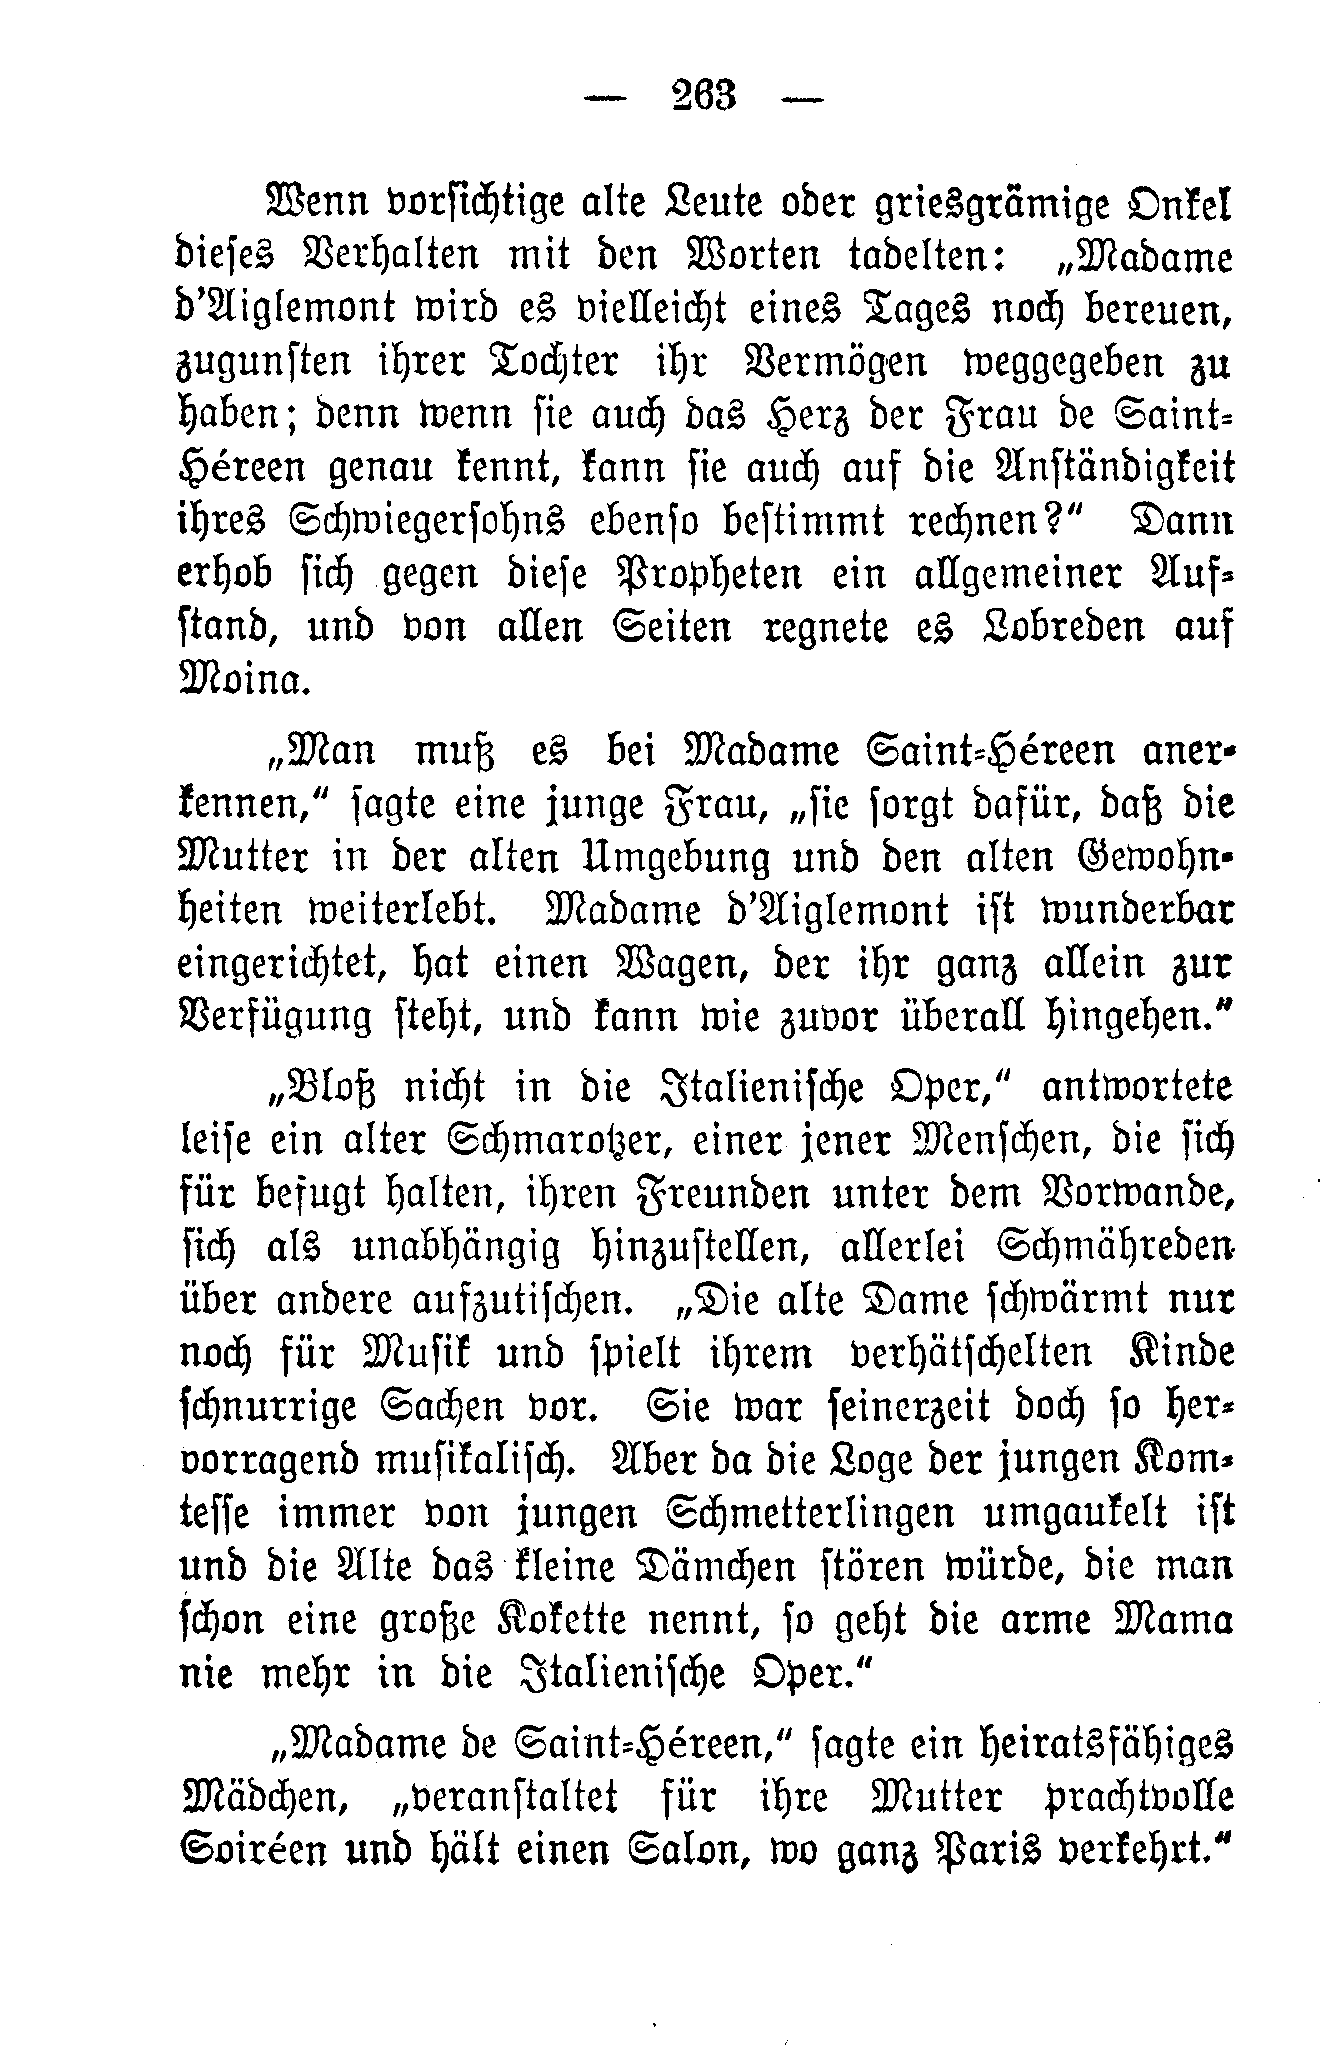 — 263 —
Wenn vorsichtige alte Leute oder griesgrämige Onkel
dieses Verhalten mit den Worten tadelten: „Madame
d'Aiglemont wird es vielleicht eines Tages noch bereuen,
zugunsten ihrer Tochter ihr Vermögen weggegeben zu
haben; denn wenn sie auch das Herz der Frau de Saint-
Héreen genau kennt, kann sie auch auf die Anständigkeit
ihres Schwiegersohns ebenso bestimmt rechnen?“ Dann
erhob sich gegen diese Propheten ein allgemeiner Auf-
stand, und von allen Seiten regnete es Lobreden auf
Moina.
„Man muß es bei Madame Saint-Héreen aner-
kennen,“ sagte eine junge Frau, „sie sorgt dafür, daß die
Mutter in der alten Umgebung und den alten Gewohn-
heiten weiterlebt. Madame d'Aiglemont ist wunderbar
eingerichtet, hat einen Wagen, der ihr ganz allein zur
Verfügung steht, und kann wie zuvor überall hingehen.“
„Bloß nicht in die Italienische Oper,“ antwortete
leise ein alter Schmarotzer, einer jener Menschen, die sich
für befugt halten, ihren Freunden unter dem Vorwande,
sich als unabhängig hinzustellen, allerlei Schmähreden
über andere aufzutischen. „Die alte Dame schwärmt nur
noch für Musik und spielt ihrem verhätschelten Kinde
schnurrige Sachen vor. Sie war seinerzeit doch so her-
vorragend musikalisch. Aber da die Loge der jungen Kom-
tesse immer von jungen Schmetterlingen umgaukelt ist
und die Alte das kleine Dämchen stören würde, die man
schon eine große Kokette nennt, so geht die arme Mama
nie mehr in die Italienische Oper.“
„Madame de Saint-Héreen,“ sagte ein heiratsfähiges
Mädchen, „veranstaltet für ihre Mutter prachtvolle
Soiréen und hält einen Salon, wo ganz Paris verkehrt.“